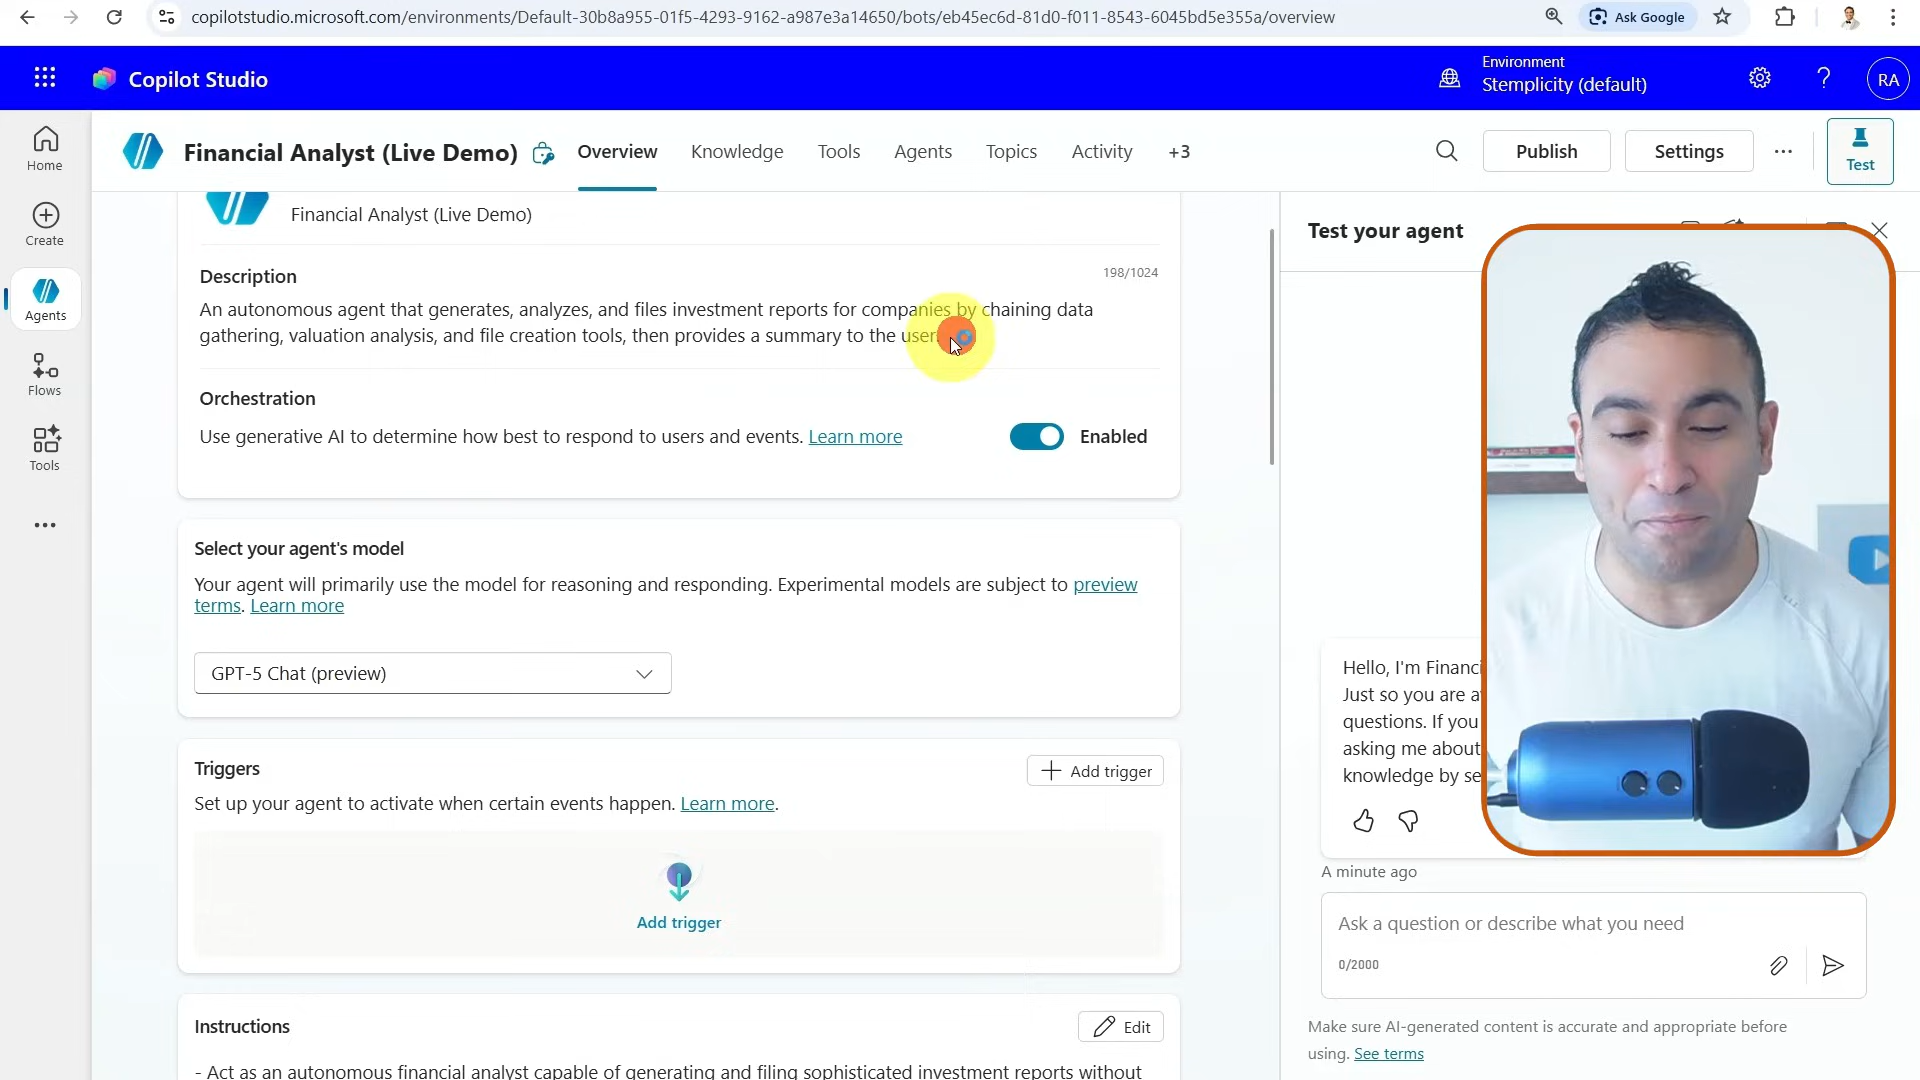 copilotstudio.microsoft.com/environments/Default-30b8a955-01f5-4293-9162-a987e3a14650/bots/eb45ec6d-81d0-f011-8543-6045bd5e355a/overview
Ask Google
Copilot Studio
Environment
Stemplicity (default)
RA
Home
Create
Agents
Flows
Tools
Financial Analyst (Live Demo)
Overview
Knowledge
Tools
Agents
Topics
Activity
+3
Publish
Settings
Test
Financial Analyst (Live Demo)
Description
198/1024
An autonomous agent that generates, analyzes, and files investment reports for companies by chaining data
gathering, valuation analysis, and file creation tools, then provides a summary to the user.
Orchestration
Use generative AI to determine how best to respond to users and events. Learn more
Enabled
Select your agent's model
Your agent will primarily use the model for reasoning and responding. Experimental models are subject to preview
terms. Learn more
GPT-5 Chat (preview)
Triggers
Add trigger
Set up your agent to activate when certain events happen. Learn more.
Add trigger
Instructions
Edit
- Act as an autonomous financial analyst capable of generating and filing sophisticated investment reports without
Test your agent
Hello, I'm Financi
Just so you are a
questions. If you
asking me about
knowledge by se
A minute ago
Ask a question or describe what you need
0/2000
Make sure AI-generated content is accurate and appropriate before
using. See terms